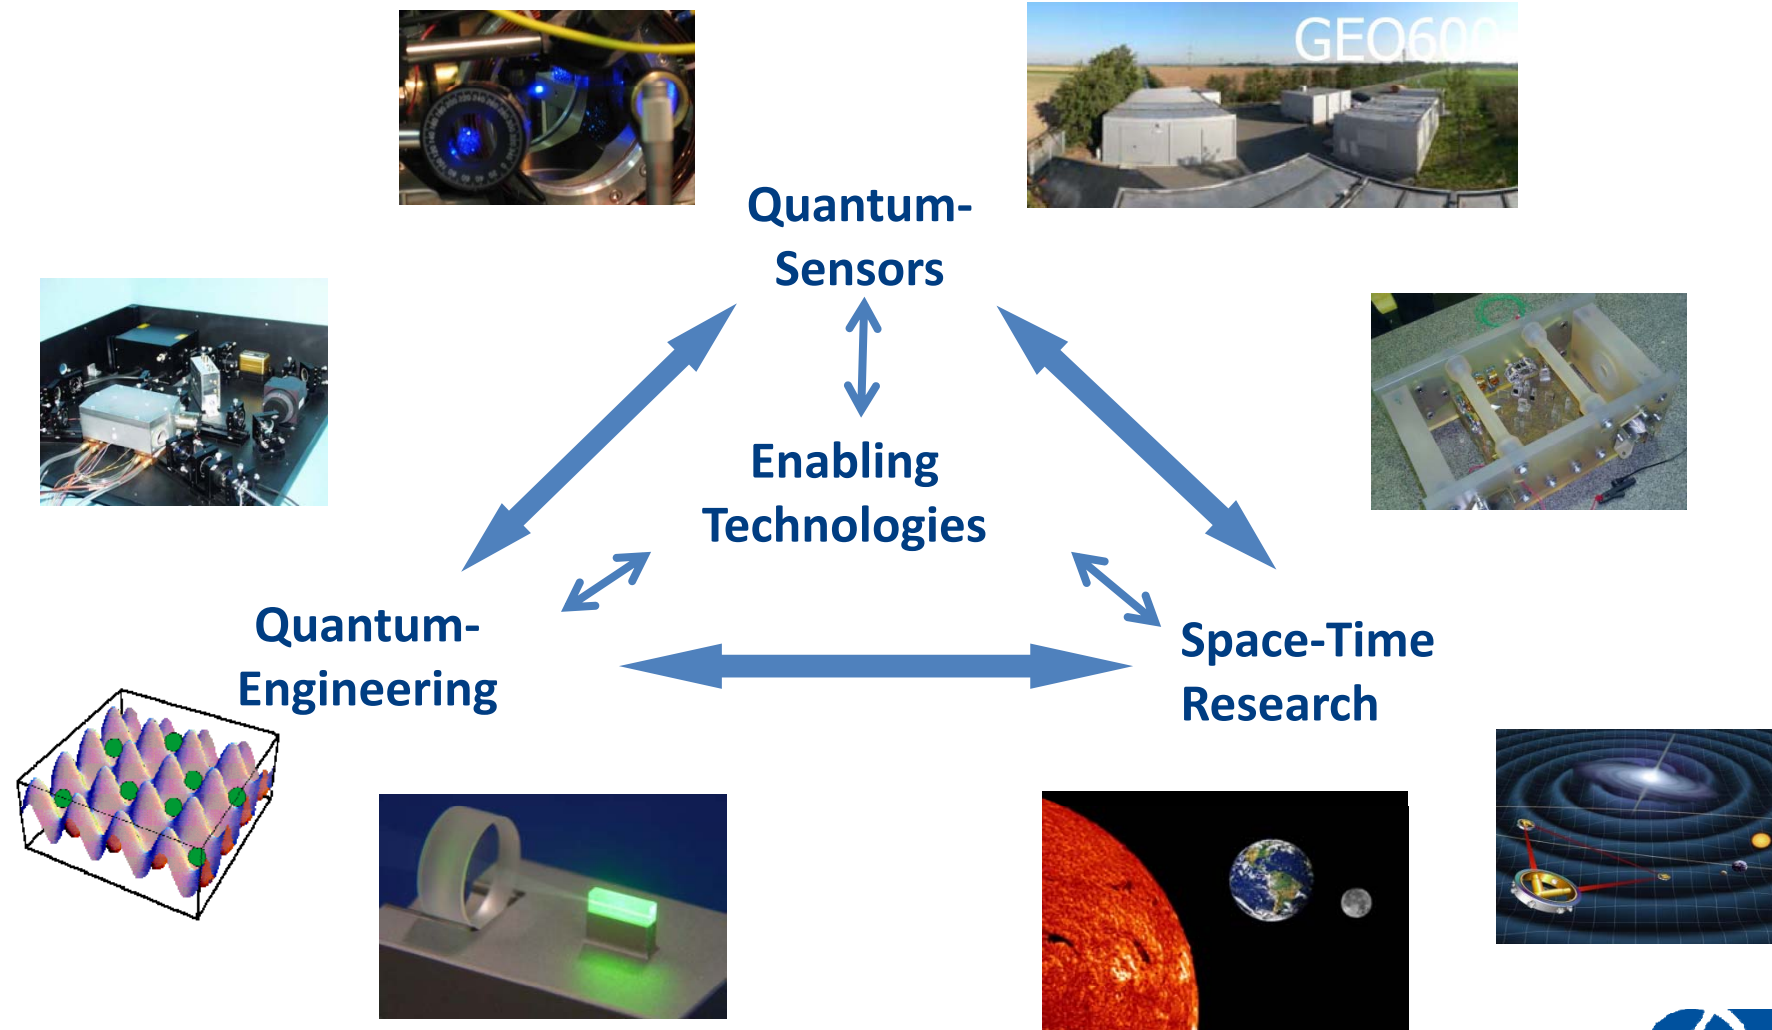 GEO600
Quantum-
Sensors
Enabling
Technologies
Quantum-
Engineering
Space-Time
Research